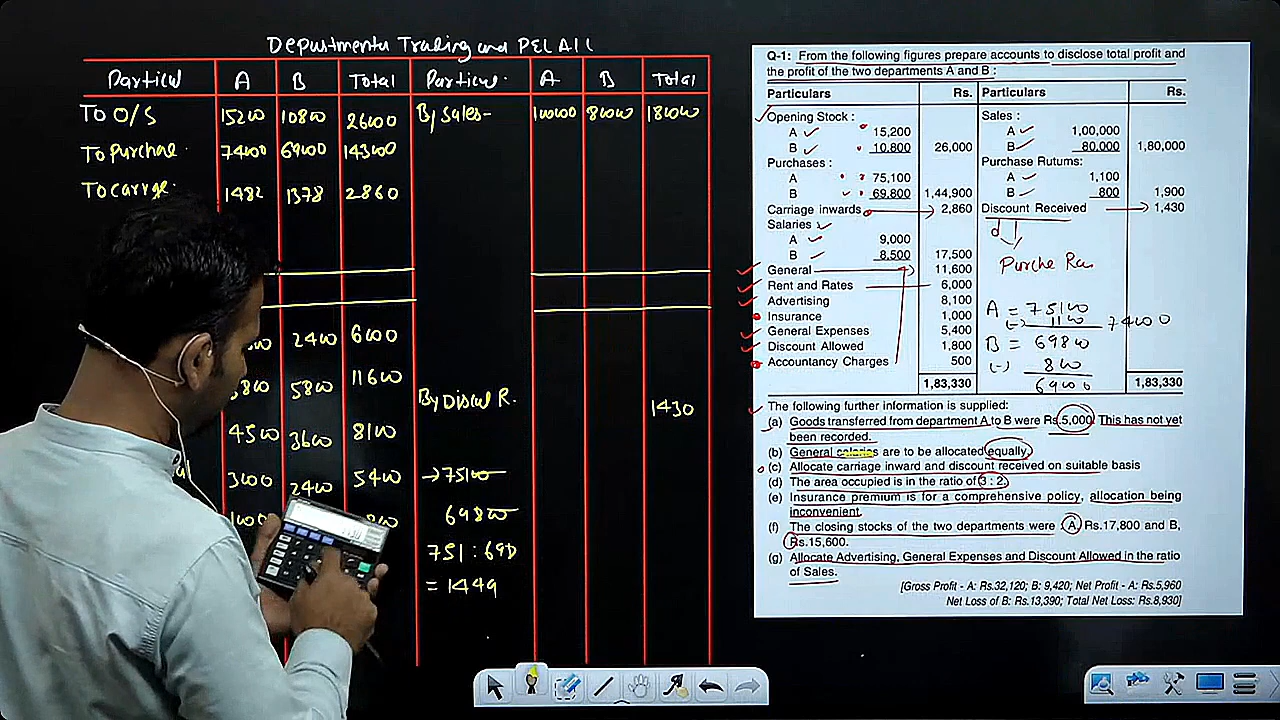 Departmental Trading and P&L A/C
Particul A B Total Particus. A B Total
To O/S 15200 10800 26000 By Sales- 100000 80000 180000
To Purchase. 74000 69000 143000
To Carrge. 1482 1378 2860
2400 6000
5800 11600
By Discul R. 1430
4500 3600 8100
3000 2400 5400 → 75100
69800
751 : 698
= 1449
Q-1: From the following figures prepare accounts to disclose total profit and
the profit of the two departments A and B :
Particulars Rs. Particulars Rs.
Opening Stock : Sales :
A 15,200 A 1,00,000
B 10.800 26,000 B 80.000 1,80,000
Purchases : Purchase Ruturns:
A 75,100 A 1,100
B 69.800 1,44,900 B 800 1,900
Carriage inwards 2,860 Discount Received 1,430
Salaries
A 9,000
B 8.500 17,500
General 11,600
Rent and Rates 6,000
Advertising 8,100
Insurance 1,000
General Expenses 5,400
Discount Allowed 1,800
Accountancy Charges 500
1,83,330 1,83,330
Purche Ru.
A = 75100
(-) 1100 74000
B = 69800
(-) 800
69000
The following further information is supplied:
(a) Goods transferred from department A to B were Rs.5,000. This has not yet
been recorded.
(b) General salaries are to be allocated equally.
(c) Allocate carriage inward and discount received on suitable basis
(d) The area occupied is in the ratio of 3 : 2.
(e) Insurance premium is for a comprehensive policy, allocation being
inconvenient.
(f) The closing stocks of the two departments were A Rs.17,800 and B,
Rs.15,600.
(g) Allocate Advertising, General Expenses and Discount Allowed in the ratio
of Sales.
[Gross Profit - A: Rs.32,120; B: 9,420; Net Profit - A: Rs.5,960
Net Loss of B: Rs.13,390; Total Net Loss: Rs.8,930]